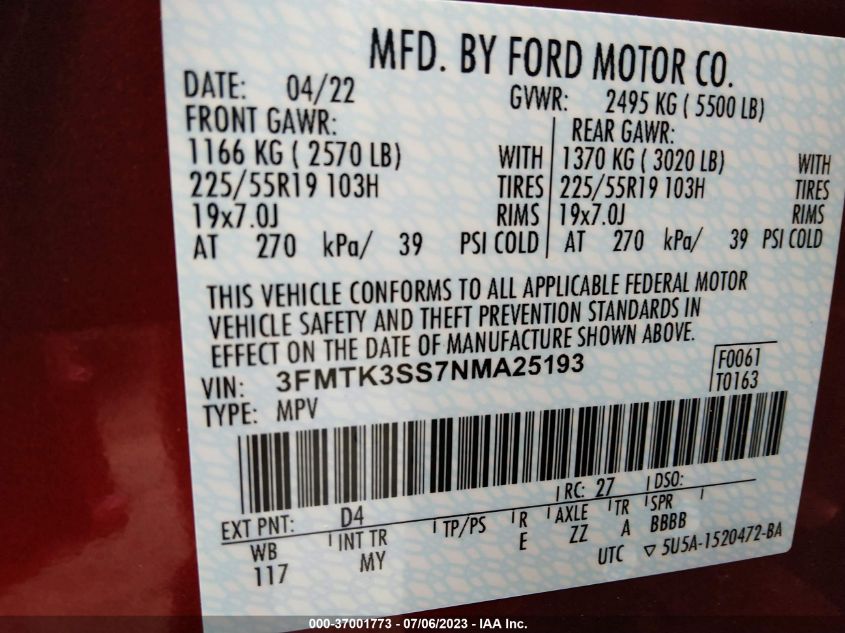 MFD. BY FORD MOTOR CO.
DATE: 04/22 GVWR: 2495 KG ( 5500 LB)
FRONT GAWR: REAR GAWR:
1166 KG ( 2570 LB) WITH 1370 KG ( 3020 LB) WITH
225/55R19 103H TIRES 225/55R19 103H TIRES
19x7.0J RIMS 19x7.0J RIMS
AT 270 kPa/ 39 PSI COLD AT 270 kPa/ 39 PSI COLD
THIS VEHICLE CONFORMS TO ALL APPLICABLE FEDERAL MOTOR
VEHICLE SAFETY AND THEFT PREVENTION STANDARDS IN
EFFECT ON THE DATE OF MANUFACTURE SHOWN ABOVE.
VIN: 3FMTK3SS7NMA25193 F0061
TYPE: MPV T0163
EXT PNT: D4 RC: 27 DSO:
WB INT TR TP/PS R AXLE TR SPR
117 MY E ZZ A BBBB
UTC ▽ 5U5A-1520472-BA
000-37001773 - 07/06/2023 - IAA Inc.